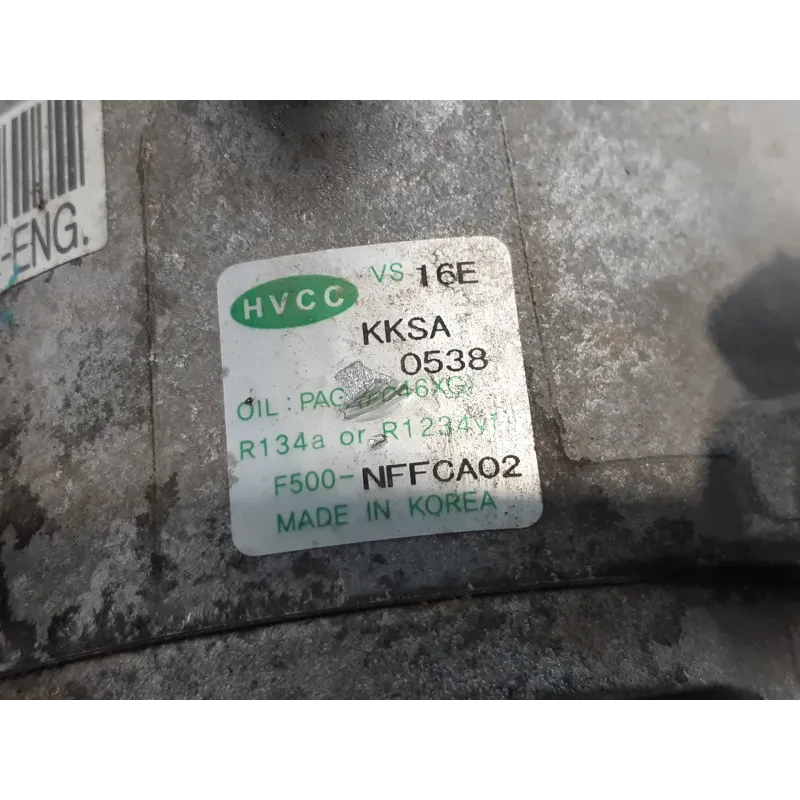 -ENG.
HVCC VS 16E
KKSA
0538
OIL : PAG
R134a or R1234yf
F500-NFFCA02
MADE IN KOREA